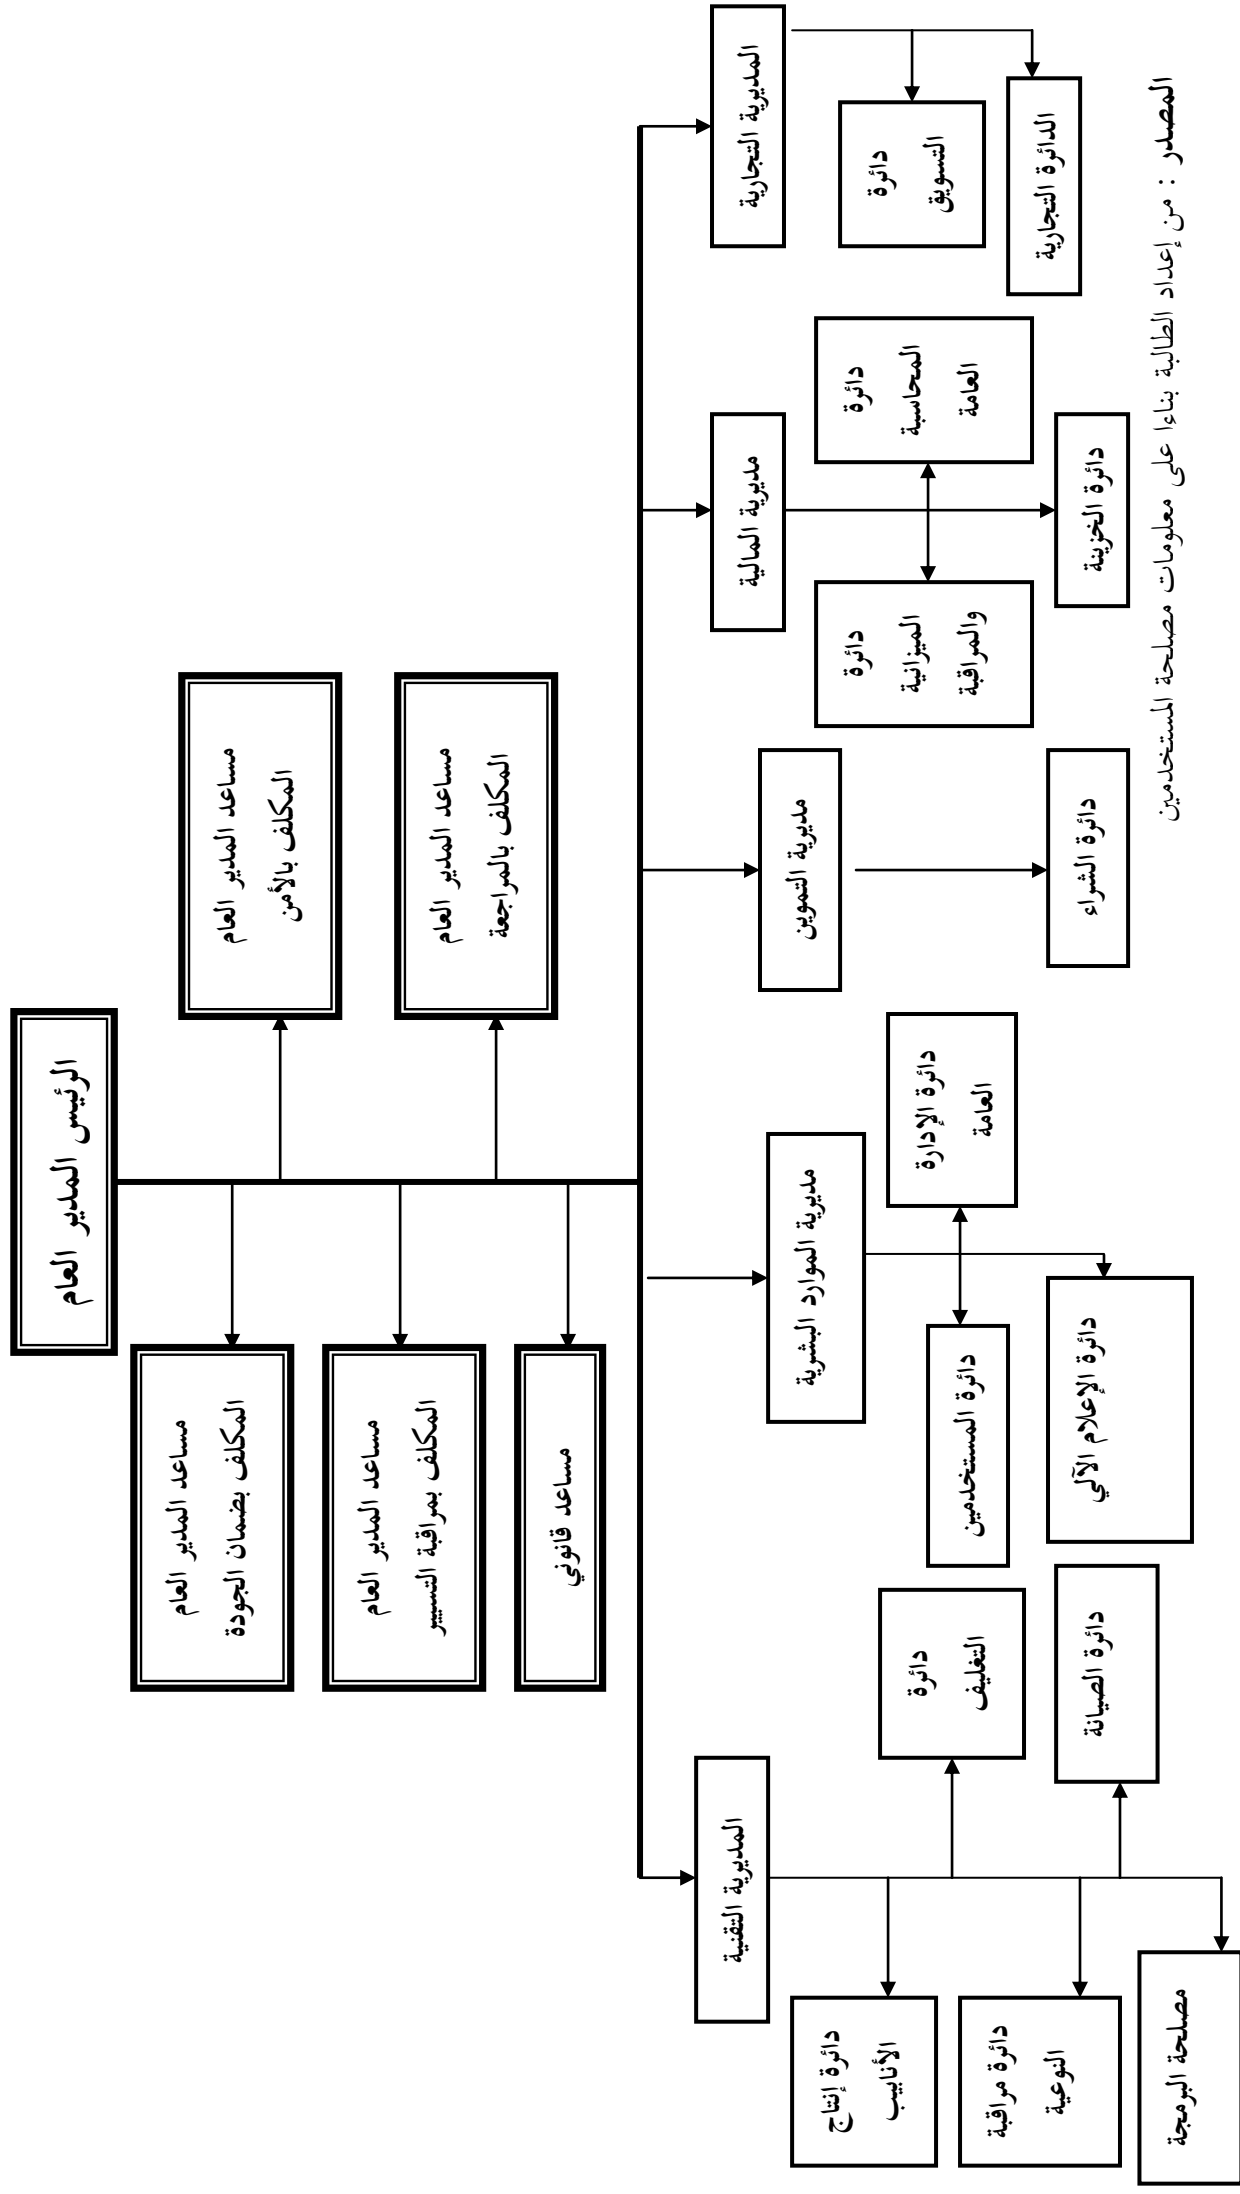 الرئيس المدير العام
مساعد المدير العام
المكلف بالأمن
مساعد المدير العام
المكلف بضمان الجودة
مساعد المدير العام
المكلف بالمراجعة
مساعد المدير العام
المكلف بمراقبة التسيير
مساعد قانوني
المديرية التجارية
دائرة
التسويق
الدائرة التجارية
مديرية المالية
دائرة
المحاسبة
العامة
دائرة
الميزانية
والمراقبة
دائرة الخزينة
مديرية التموين
دائرة الشراء
مديرية الموارد البشرية
دائرة الإدارة
العامة
دائرة المستخدمين
دائرة الإعلام الآلي
المديرية التقنية
دائرة
التغليف
دائرة الصيانة
دائرة إنتاج
الأنابيب
دائرة مراقبة
النوعية
مصلحة البرمجة
المصدر : من إعداد الطالبة بناءا على معلومات مصلحة المستخدمين